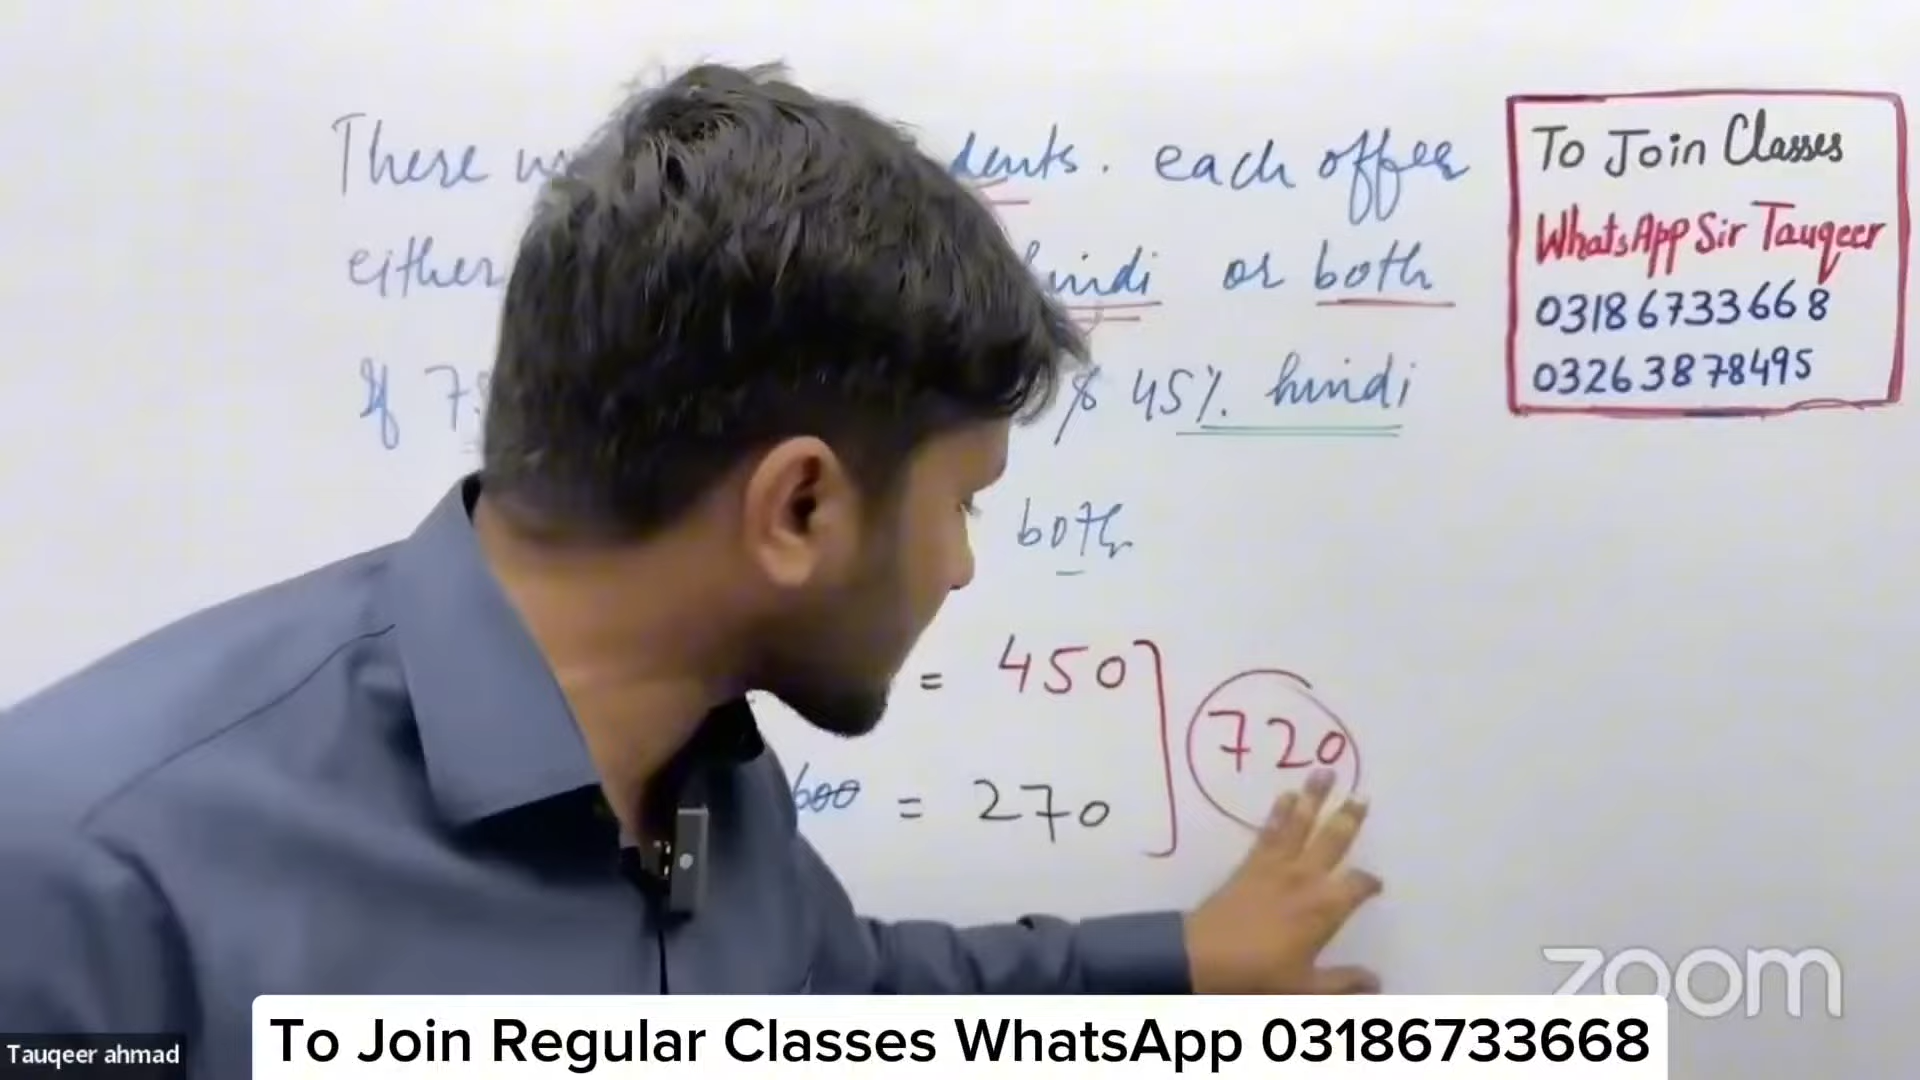 There
dents. each offer
either
hindi or both
If 7
& 45% hindi
both
= 450
720
600 = 270
To Join Classes
WhatsApp Sir Tauqeer
03186733668
03263878495
zoom
Tauqeer ahmad
To Join Regular Classes WhatsApp 03186733668